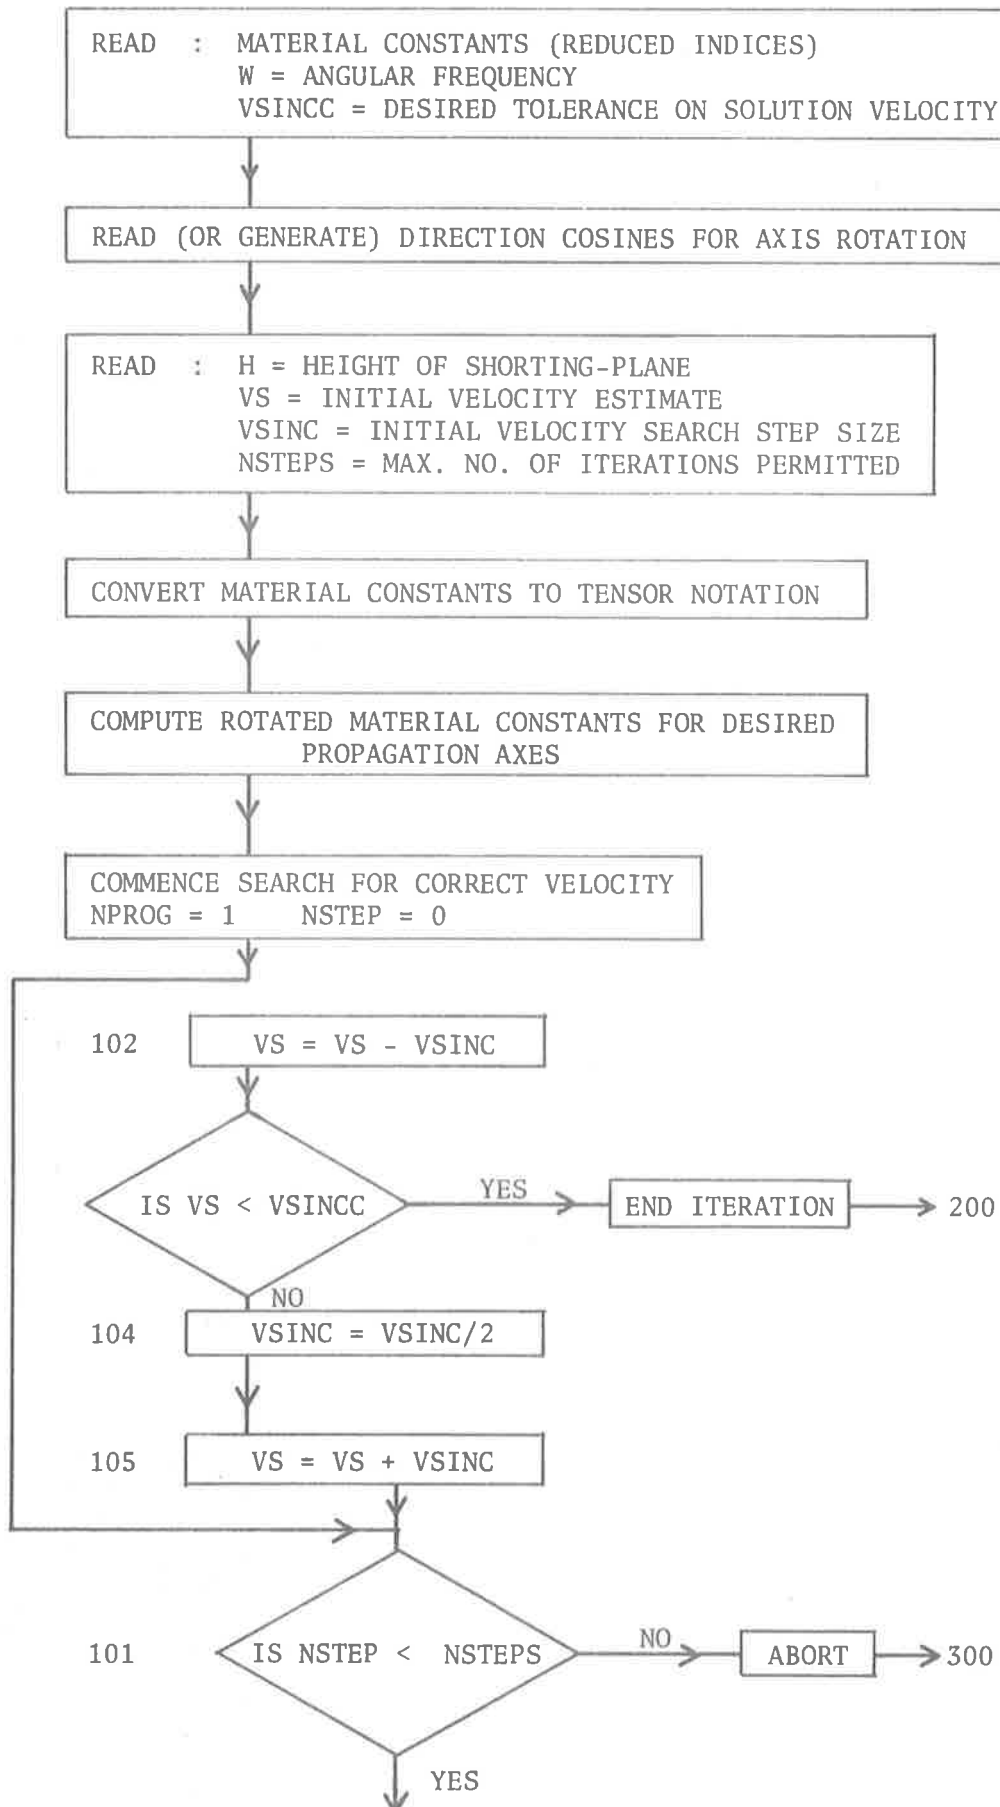 READ : MATERIAL CONSTANTS (REDUCED INDICES)
W = ANGULAR FREQUENCY
VSINCC = DESIRED TOLERANCE ON SOLUTION VELOCITY
READ (OR GENERATE) DIRECTION COSINES FOR AXIS ROTATION
READ : H = HEIGHT OF SHORTING-PLANE
VS = INITIAL VELOCITY ESTIMATE
VSINC = INITIAL VELOCITY SEARCH STEP SIZE
NSTEPS = MAX. NO. OF ITERATIONS PERMITTED
CONVERT MATERIAL CONSTANTS TO TENSOR NOTATION
COMPUTE ROTATED MATERIAL CONSTANTS FOR DESIRED
PROPAGATION AXES
COMMENCE SEARCH FOR CORRECT VELOCITY
NPROG = 1 NSTEP = 0
102 VS = VS - VSINC
IS VS < VSINCC YES END ITERATION 200
NO
104 VSINC = VSINC/2
105 VS = VS + VSINC
101 IS NSTEP < NSTEPS NO ABORT 300
YES